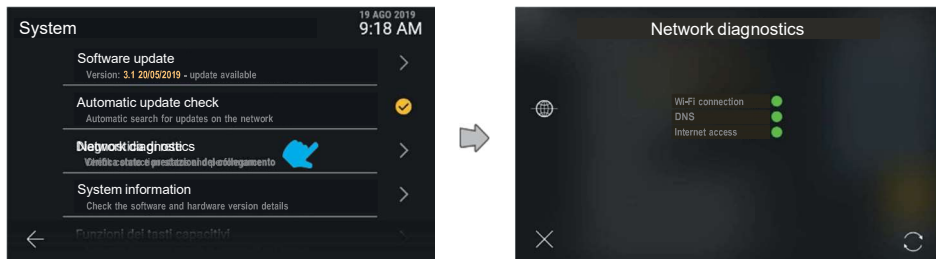 System
19 AGO 2019
9:18 AM
Software update
Version: 3.1 20/05/2019 - update available
Automatic update check
Automatic search for updates on the network
Network diagnostics
System information
Check the software and hardware version details
Funzioni dei tasti capacitivi
Network diagnostics
Wi-Fi connection
DNS
Internet access